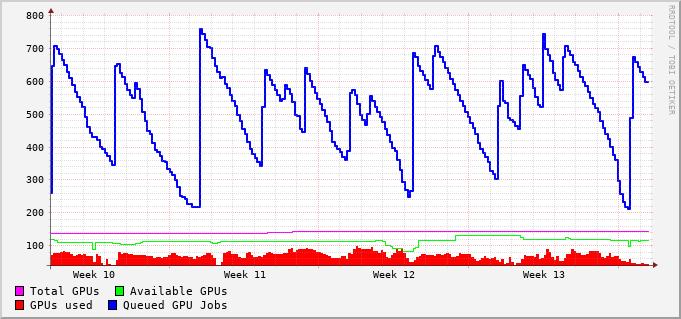 800
700
600
500
400
300
200
100
Week 10 Week 11 Week 12 Week 13
Total GPUs Available GPUs
GPUs used Queued GPU Jobs
RRDTOOL / TOBI OETIKER